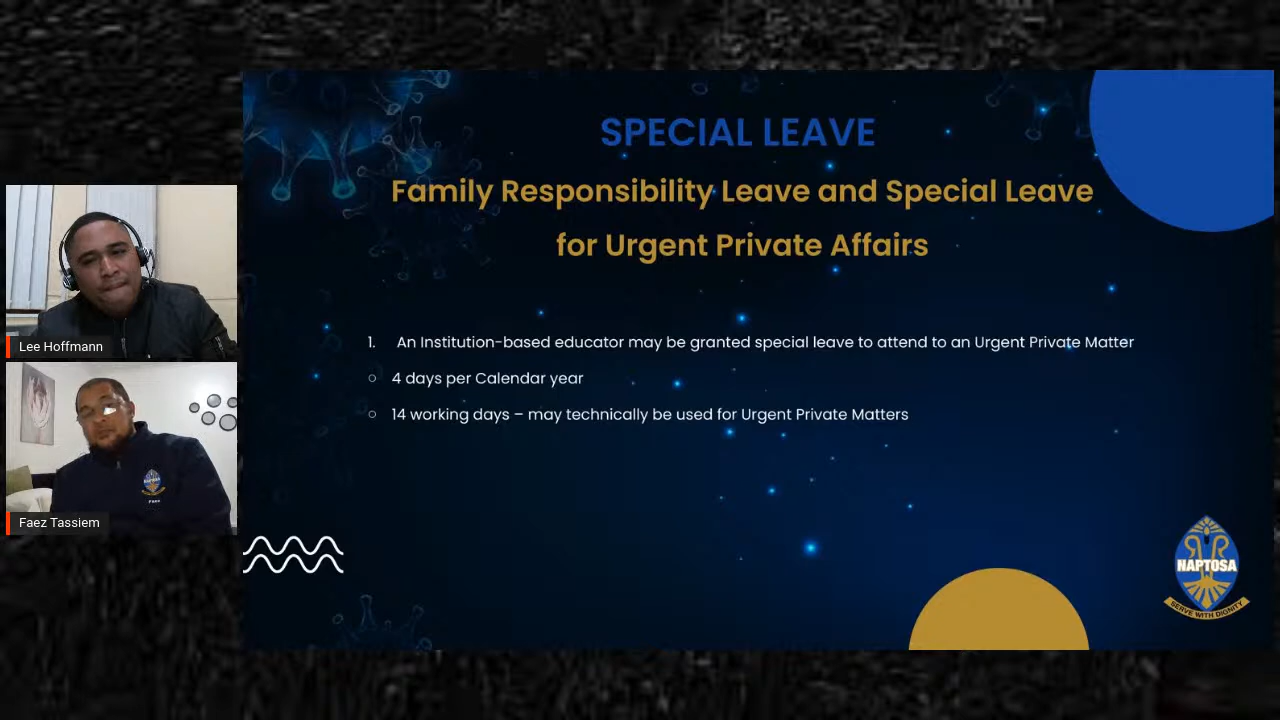 SPECIAL LEAVE
Family Responsibility Leave and Special Leave
for Urgent Private Affairs
1. An Institution-based educator may be granted special leave to attend to an Urgent Private Matter
○ 4 days per Calendar year
○ 14 working days – may technically be used for Urgent Private Matters
Lee Hoffmann
NAPTOSA
Faez Tassiem
NAPTOSA
SERVE WITH DIGNITY